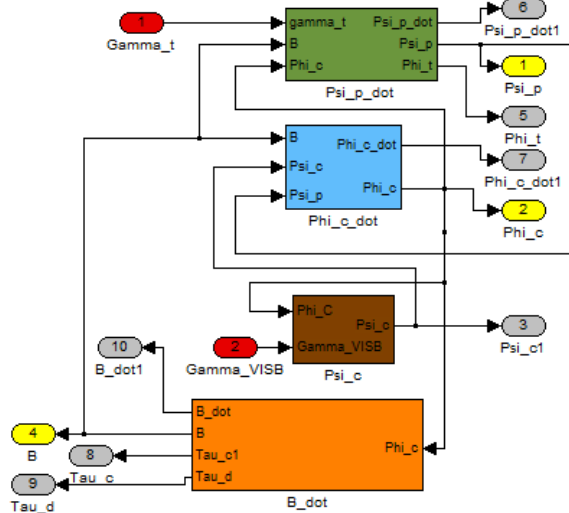 1
Gamma_t
gamma_t
B
Phi_c
Psi_p_dot
Psi_p
Phi_t
Psi_p_dot
6
Psi_p_dot1
1
Psi_p
5
Phi_t
B
Psi_c
Psi_p
Phi_c_dot
Phi_c
Phi_c_dot
7
Phi_c_dot1
2
Phi_c
Phi_C
Gamma_VISB
Psi_c
Psi_c
2
Gamma_VISB
3
Psi_c1
10
B_dot1
B_dot
B
Tau_c1
Tau_d
Phi_c
B_dot
4
B
8
Tau_c
9
Tau_d